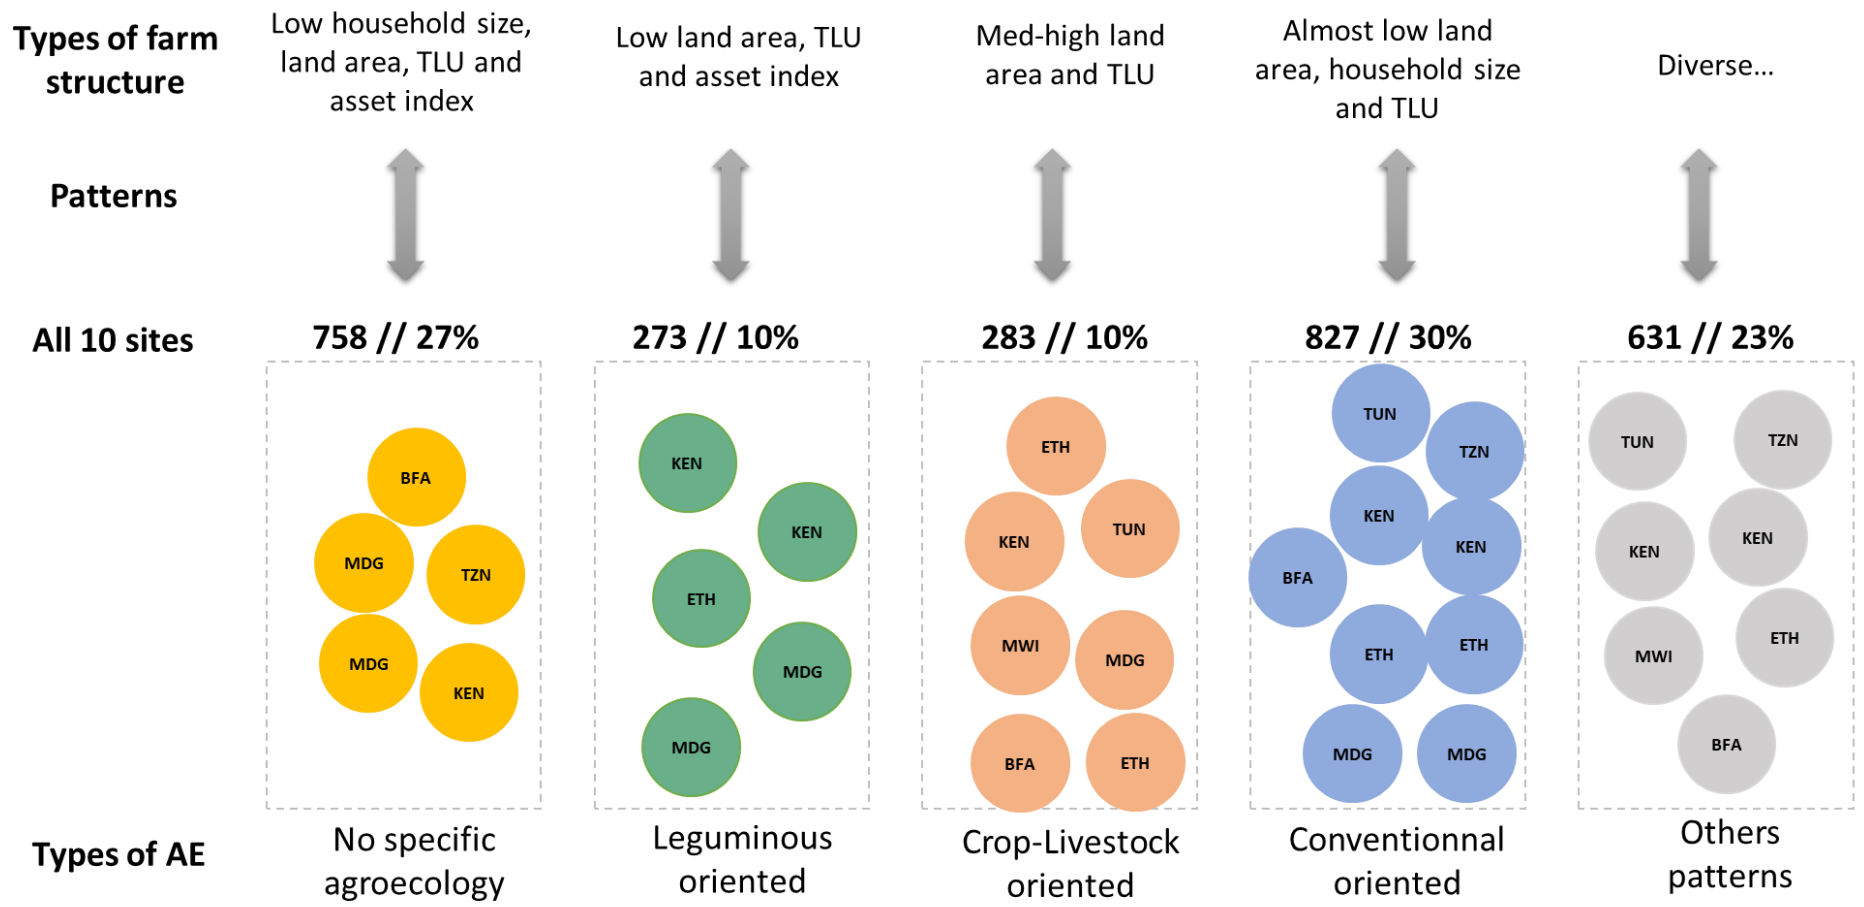 Types of farm
structure
Low household size,
land area, TLU and
asset index
Low land area, TLU
and asset index
Med-high land
area and TLU
Almost low land
area, household size
and TLU
Diverse...
Patterns
All 10 sites
758 // 27%
273 // 10%
283 // 10%
827 // 30%
631 // 23%
BFA
MDG
TZN
MDG
KEN
KEN
KEN
ETH
MDG
MDG
ETH
KEN
TUN
MWI
MDG
BFA
ETH
TUN
TZN
KEN
KEN
BFA
ETH
ETH
MDG
MDG
TUN
TZN
KEN
KEN
MWI
ETH
BFA
Types of AE
No specific
agroecology
Leguminous
oriented
Crop-Livestock
oriented
Conventionnal
oriented
Others
patterns